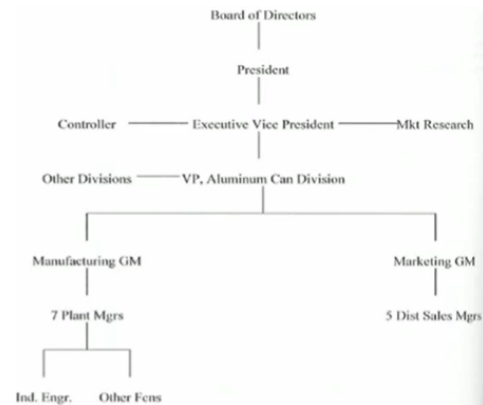 Board of Directors
President
Controller Executive Vice President Mkt Research
Other Divisions VP, Aluminum Can Division
Manufacturing GM Marketing GM
7 Plant Mgrs 5 Dist Sales Mgrs
Ind. Engr. Other Fcns